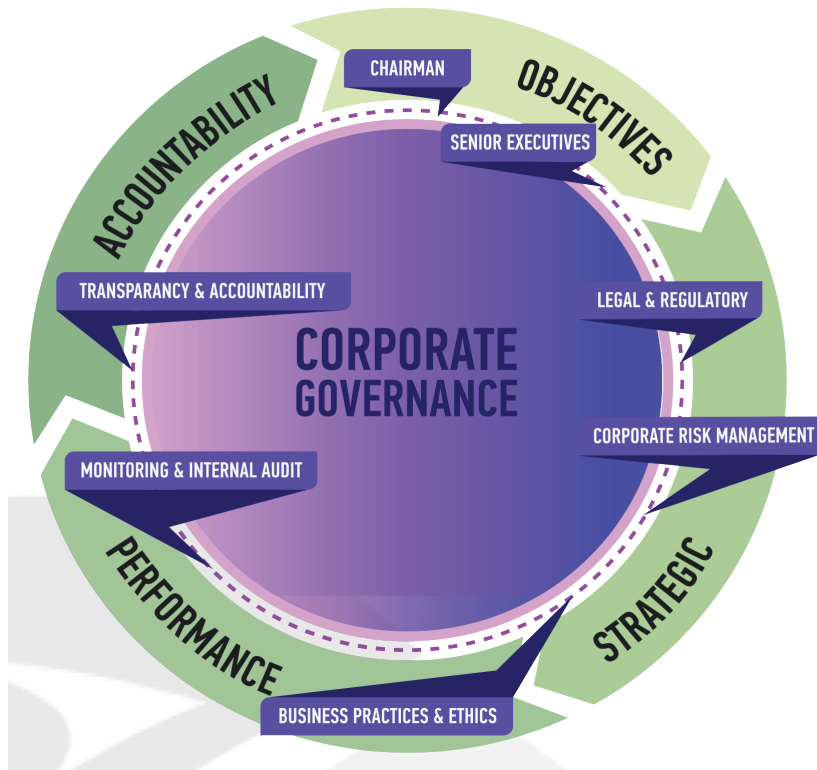 CHAIRMAN
OBJECTIVES
SENIOR EXECUTIVES
ACCOUNTABILITY
TRANSPARANCY & ACCOUNTABILITY
LEGAL & REGULATORY
CORPORATE
GOVERNANCE
CORPORATE RISK MANAGEMENT
MONITORING & INTERNAL AUDIT
PERFORMANCE
STRATEGIC
BUSINESS PRACTICES & ETHICS